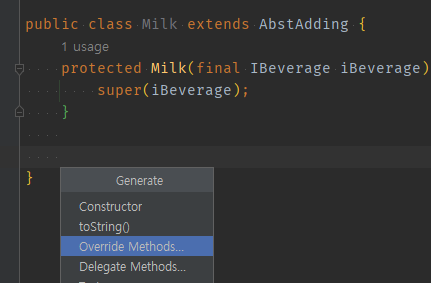 public class Milk extends AbstAdding {
1 usage
protected Milk(final IBeverage iBeverage)
super(iBeverage);
}
}
Generate
Constructor
toString()
Override Methods...
Delegate Methods...